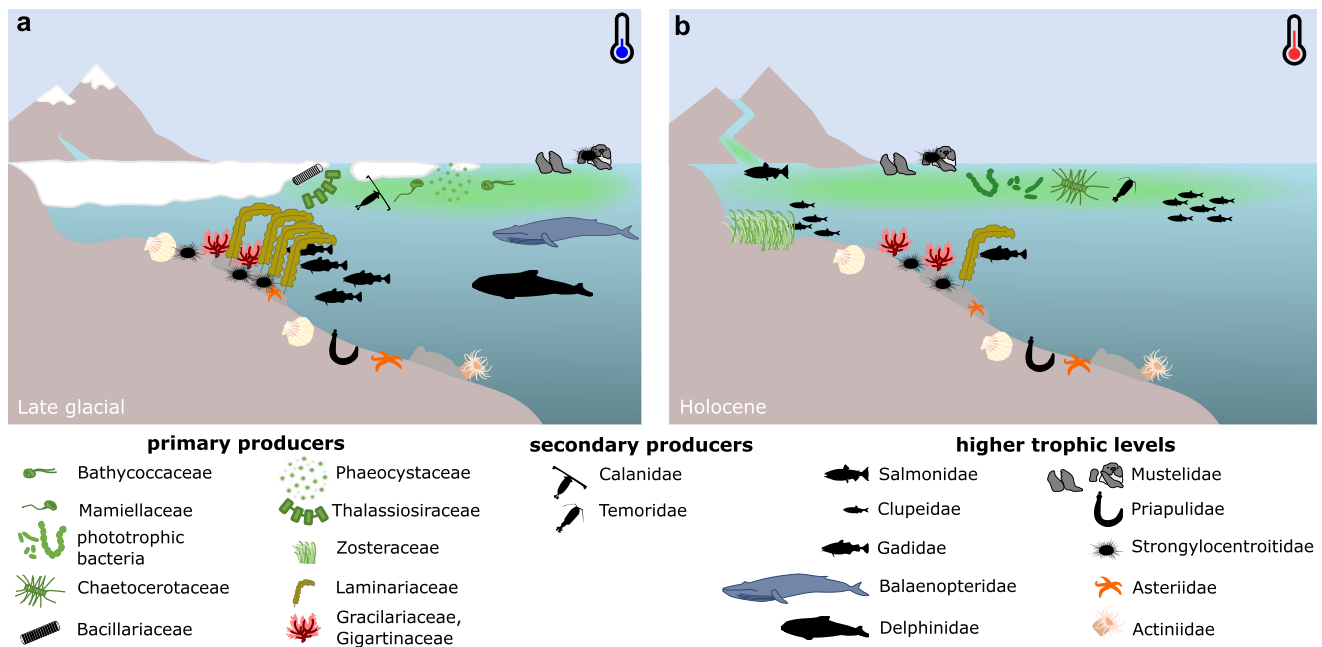 a
b
Late glacial
Holocene
primary producers
secondary producers
higher trophic levels
Bathycoccaceae
Mamiellaceae
phototrophic
bacteria
Chaetocerotaceae
Bacillariaceae
Phaeocystaceae
Thalassiosiraceae
Zosteraceae
Laminariaceae
Gracilariaceae,
Gigartinaceae
Calanidae
Temoridae
Salmonidae
Clupeidae
Gadidae
Balaenopteridae
Delphinidae
Mustelidae
Priapulidae
Strongylocentroitidae
Asteriidae
Actiniidae